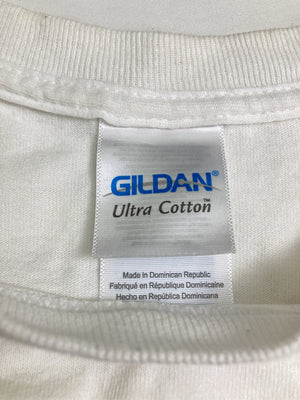 GILDAN®
Ultra Cotton™
Made in Dominican Republic
Fabriqué en République Dominicaine
Hecho en República Dominicana